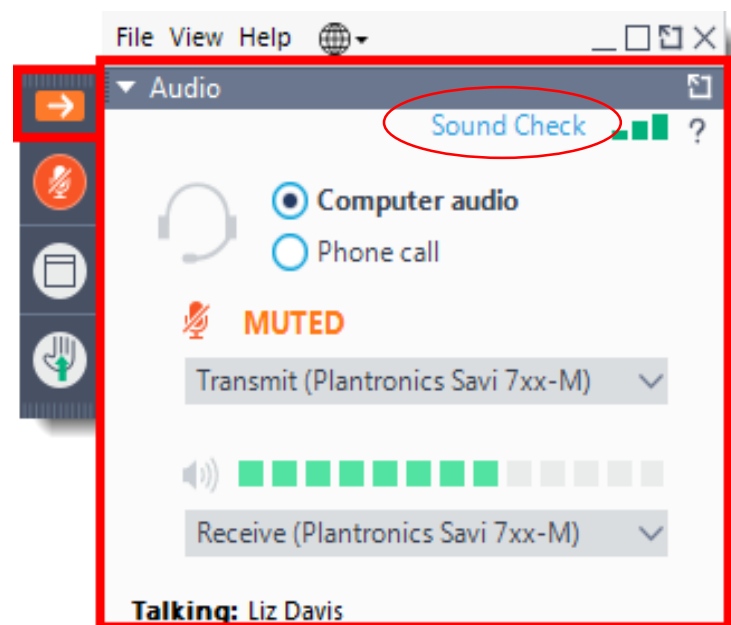 File View Help
Audio
Sound Check ?
Computer audio
Phone call
MUTED
Transmit (Plantronics Savi 7xx-M)
Receive (Plantronics Savi 7xx-M)
Talking: Liz Davis